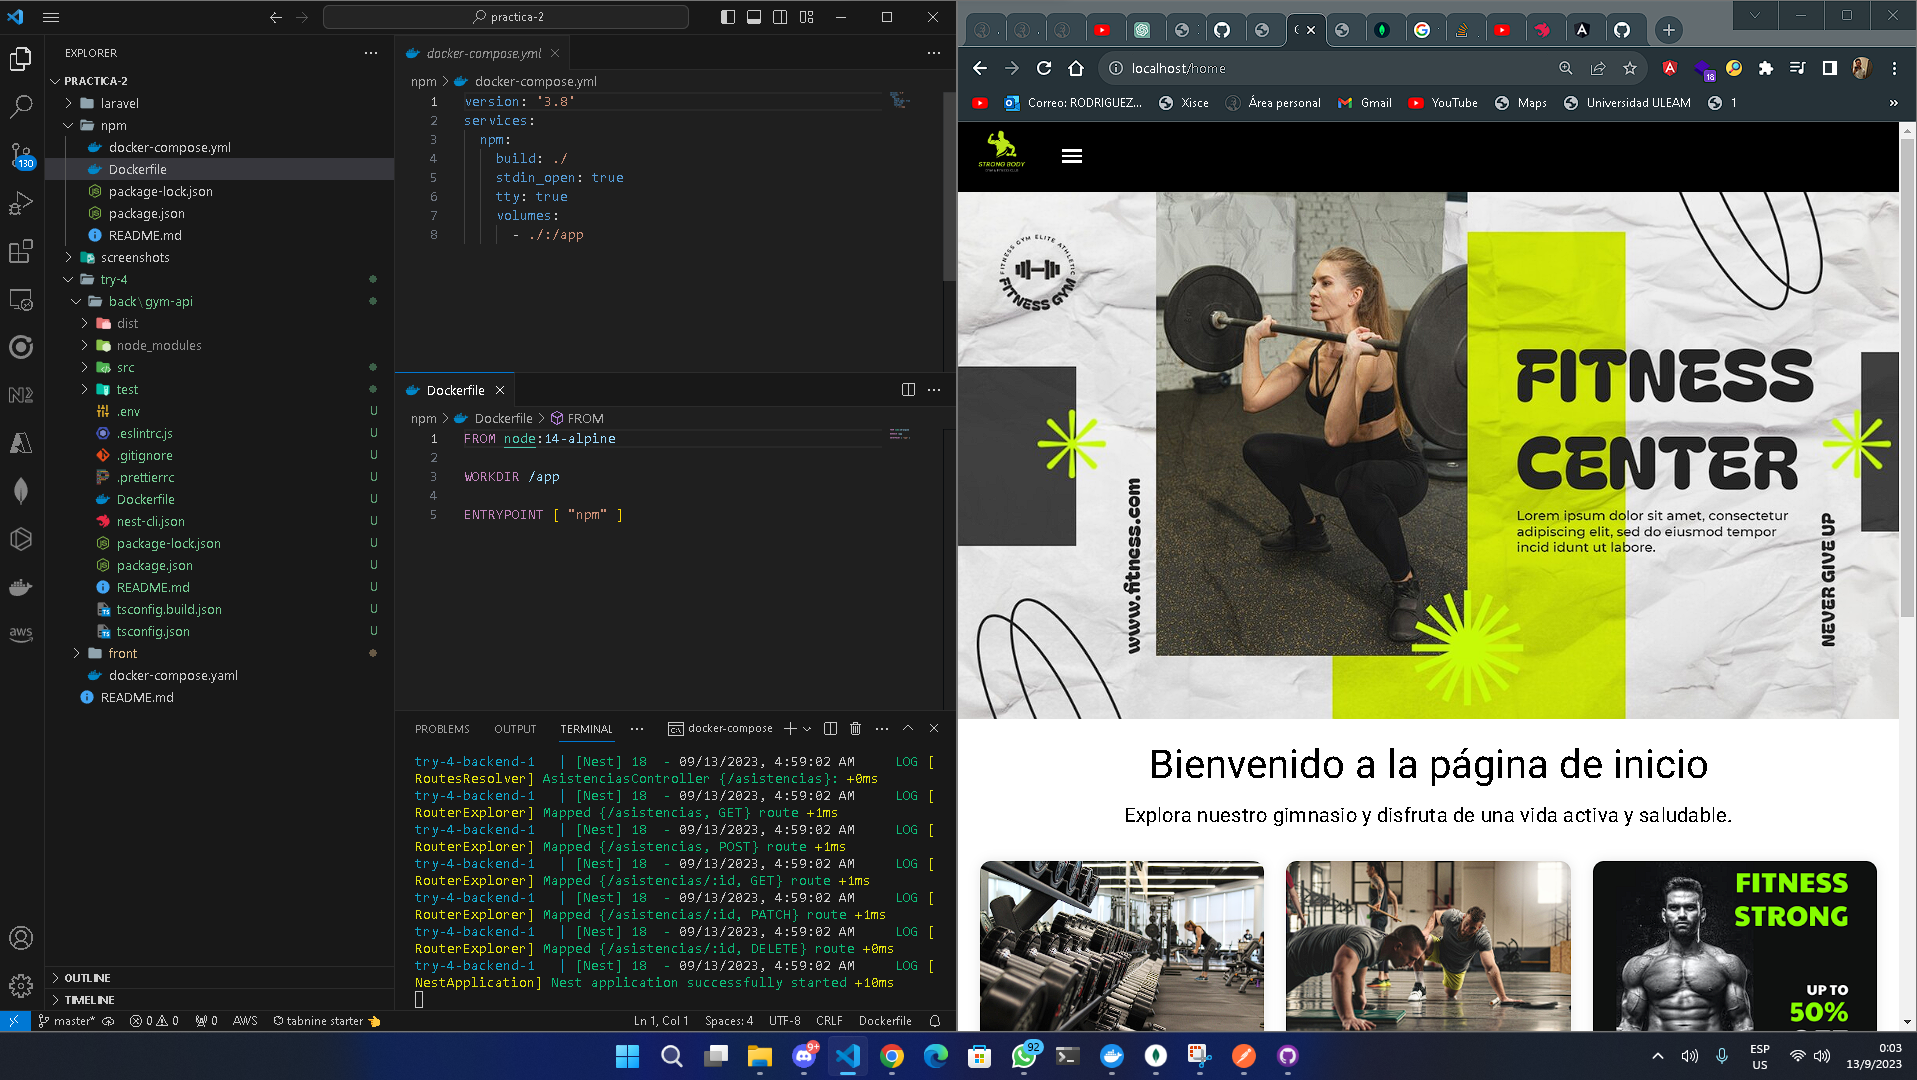 practica-2
EXPLORER
PRACTICA-2
laravel
npm
docker-compose.yml
Dockerfile
package-lock.json
package.json
README.md
screenshots
try-4
back\gym-api
dist
node_modules
src
test
.env U
.eslintrc.js U
.gitignore U
.prettierrc U
Dockerfile U
nest-cli.json U
package-lock.json U
package.json U
README.md U
tsconfig.build.json U
tsconfig.json U
front
docker-compose.yaml
README.md
OUTLINE
TIMELINE
130
aws
docker-compose.yml
npm > docker-compose.yml
1 version: '3.8'
2 services:
3 npm:
4 build: ./
5 stdin_open: true
6 tty: true
7 volumes:
8 - ./:/app
Dockerfile
npm > Dockerfile > FROM
1 FROM node:14-alpine
2
3 WORKDIR /app
4
5 ENTRYPOINT [ "npm" ]
PROBLEMS OUTPUT TERMINAL docker-compose
try-4-backend-1 | [Nest] 18 - 09/13/2023, 4:59:02 AM LOG [
RoutesResolver] AsistenciasController {/asistencias}: +0ms
try-4-backend-1 | [Nest] 18 - 09/13/2023, 4:59:02 AM LOG [
RouterExplorer] Mapped {/asistencias, GET} route +1ms
try-4-backend-1 | [Nest] 18 - 09/13/2023, 4:59:02 AM LOG [
RouterExplorer] Mapped {/asistencias, POST} route +1ms
try-4-backend-1 | [Nest] 18 - 09/13/2023, 4:59:02 AM LOG [
RouterExplorer] Mapped {/asistencias/:id, GET} route +1ms
try-4-backend-1 | [Nest] 18 - 09/13/2023, 4:59:02 AM LOG [
RouterExplorer] Mapped {/asistencias/:id, PATCH} route +1ms
try-4-backend-1 | [Nest] 18 - 09/13/2023, 4:59:02 AM LOG [
RouterExplorer] Mapped {/asistencias/:id, DELETE} route +0ms
try-4-backend-1 | [Nest] 18 - 09/13/2023, 4:59:02 AM LOG [
NestApplication] Nest application successfully started +10ms
master* 0 0 0 AWS tabnine starter Ln 1, Col 1 Spaces: 4 UTF-8 CRLF Dockerfile
localhost/home
18
Correo: RODRIGUEZ... Xisce Área personal Gmail YouTube Maps Universidad ULEAM 1 »
STRONG BODY
FITNESS GYM ELITE ATHLETIC
FITNESS GYM
www.fitness.com
FITNESS
CENTER
Lorem ipsum dolor sit amet, consectetur
adipiscing elit, sed do eiusmod tempor
incid idunt ut labore.
NEVER GIVE UP
Bienvenido a la página de inicio
Explora nuestro gimnasio y disfruta de una vida activa y saludable.
FITNESS
STRONG
UP TO
50%
9+
92
ESP
US
0:03
13/9/2023